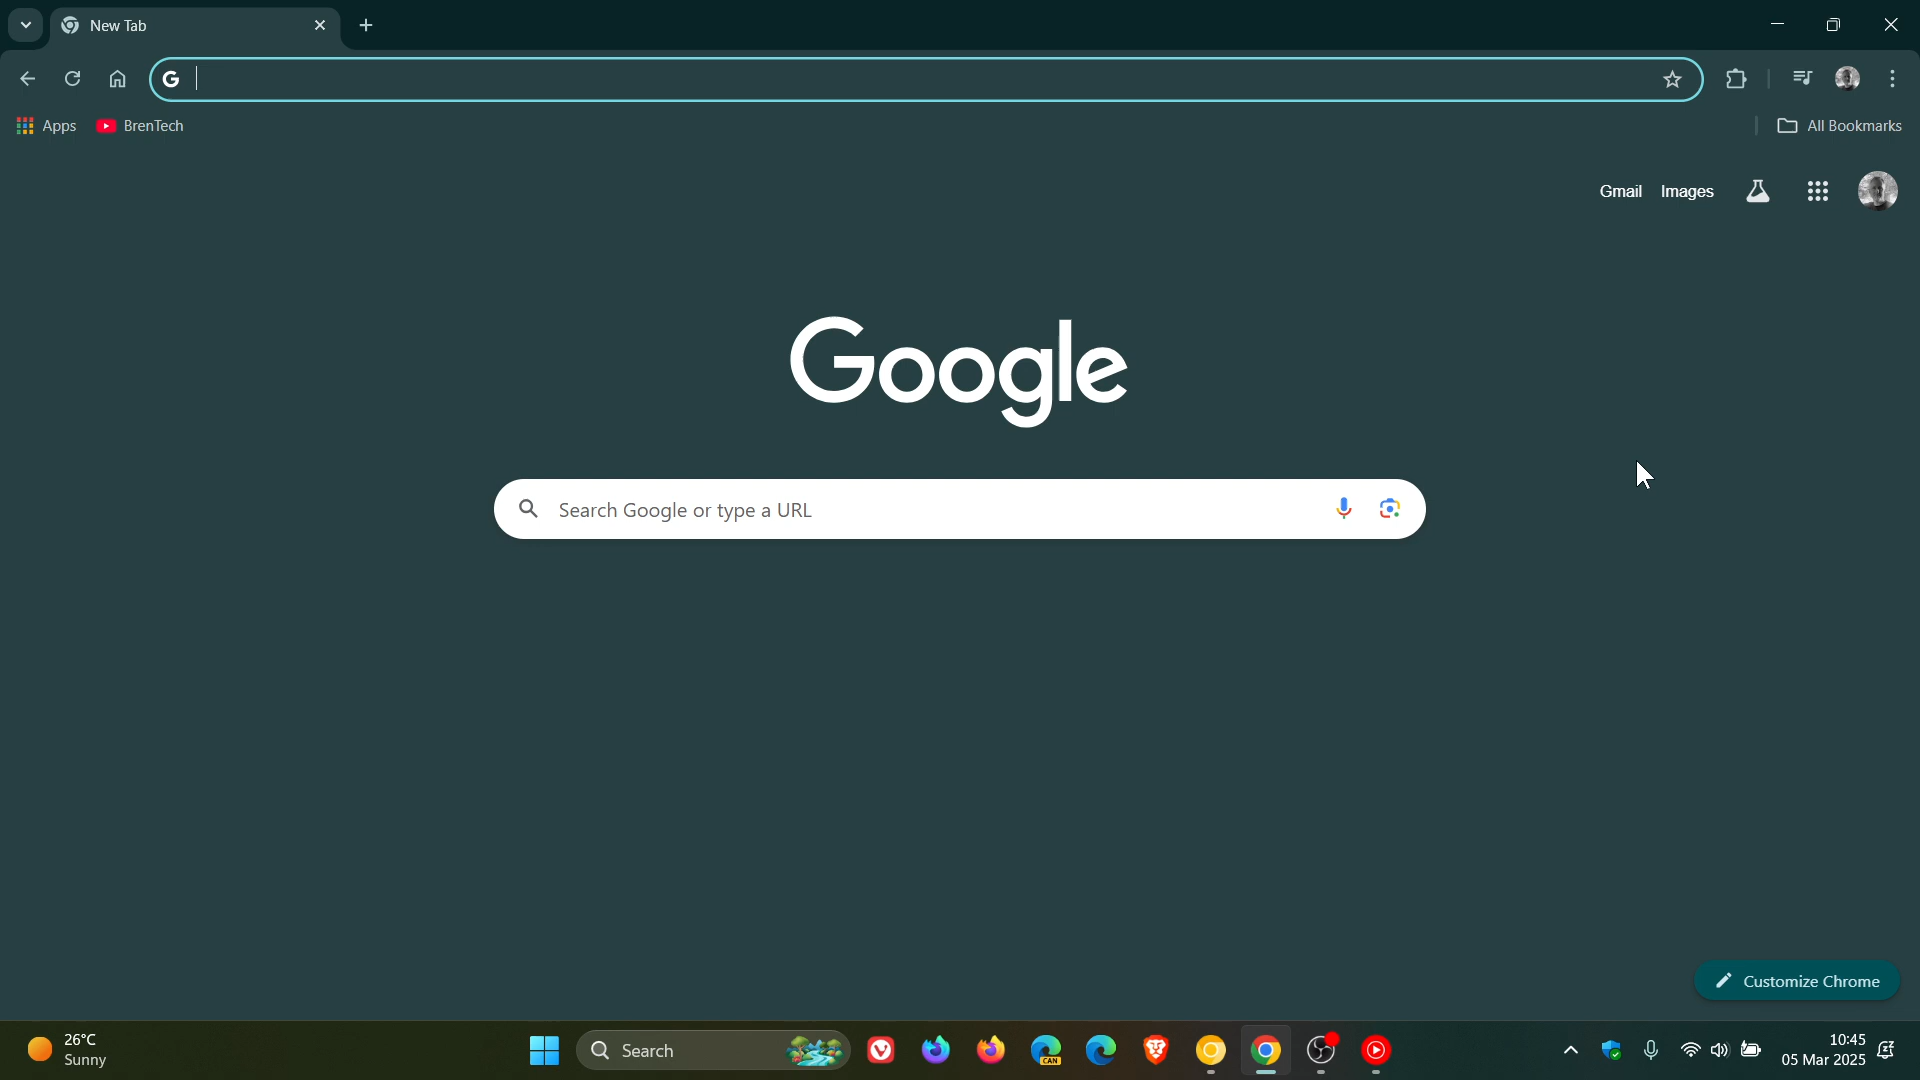 New Tab
Apps
BrenTech
All Bookmarks
Gmail
Images
Google
Search Google or type a URL
Customize Chrome
26°C
Sunny
Search
CAN
10:45
05 Mar 2025